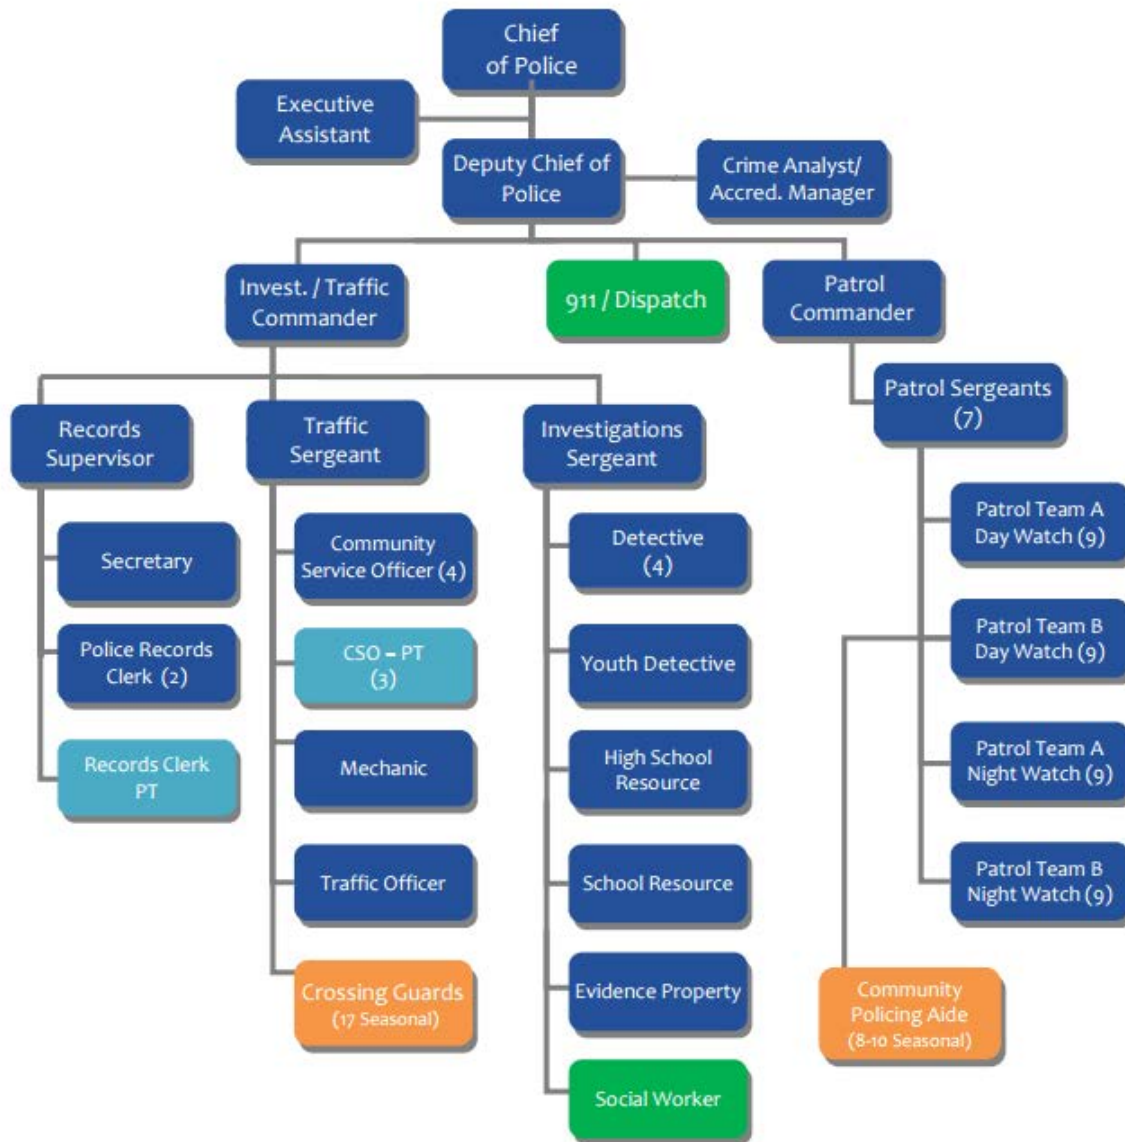 Chief
of Police
Executive
Assistant
Deputy Chief of
Police
Crime Analyst/
Accred. Manager
Invest. / Traffic
Commander
911 / Dispatch
Patrol
Commander
Records
Supervisor
Traffic
Sergeant
Investigations
Sergeant
Patrol Sergeants
(7)
Secretary
Police Records
Clerk (2)
Records Clerk
PT
Community
Service Officer (4)
CSO – PT
(3)
Mechanic
Traffic Officer
Crossing Guards
(17 Seasonal)
Detective
(4)
Youth Detective
High School
Resource
School Resource
Evidence Property
Social Worker
Patrol Team A
Day Watch (9)
Patrol Team B
Day Watch (9)
Patrol Team A
Night Watch (9)
Patrol Team B
Night Watch (9)
Community
Policing Aide
(8-10 Seasonal)